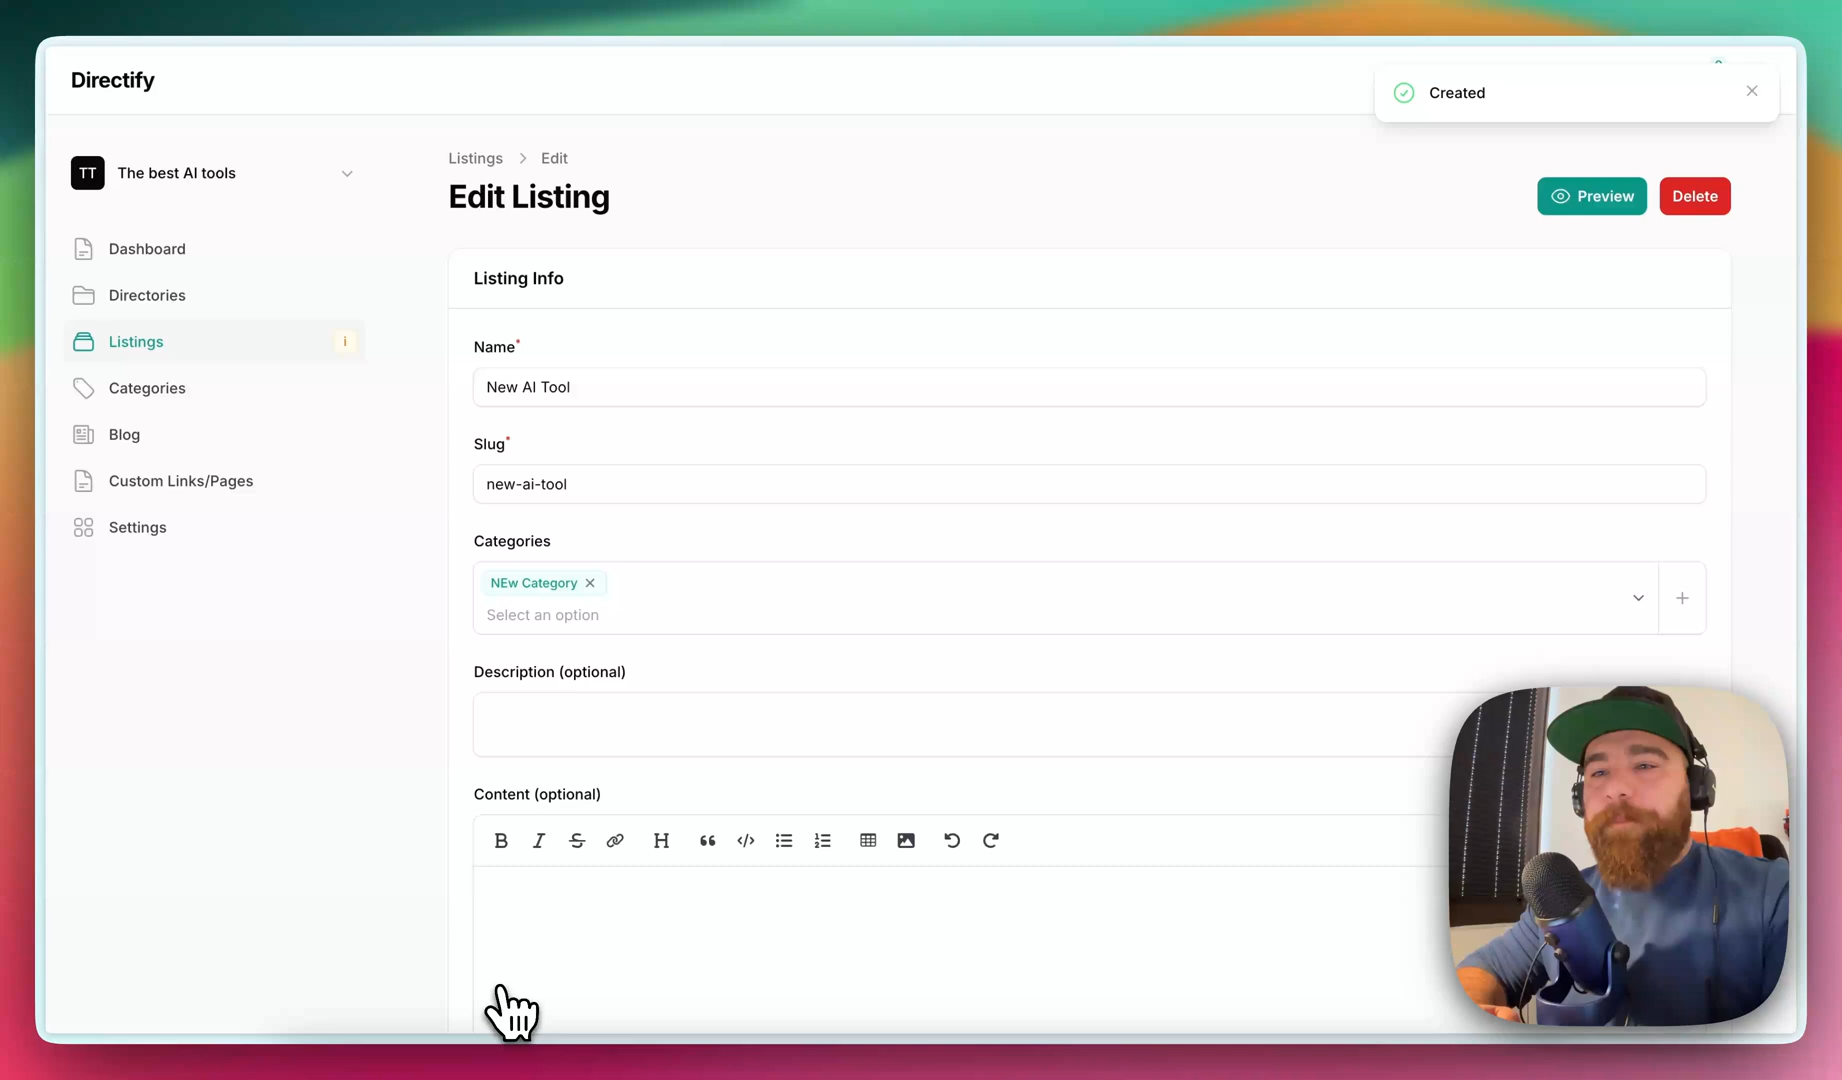 Directify
Created
TT
The best AI tools
Dashboard
Directories
Listings
i
Categories
Blog
Custom Links/Pages
Settings
Listings > Edit
Edit Listing
Preview
Delete
Listing Info
Name*
New AI Tool
Slug*
new-ai-tool
Categories
NEw Category
Select an option
Description (optional)
Content (optional)